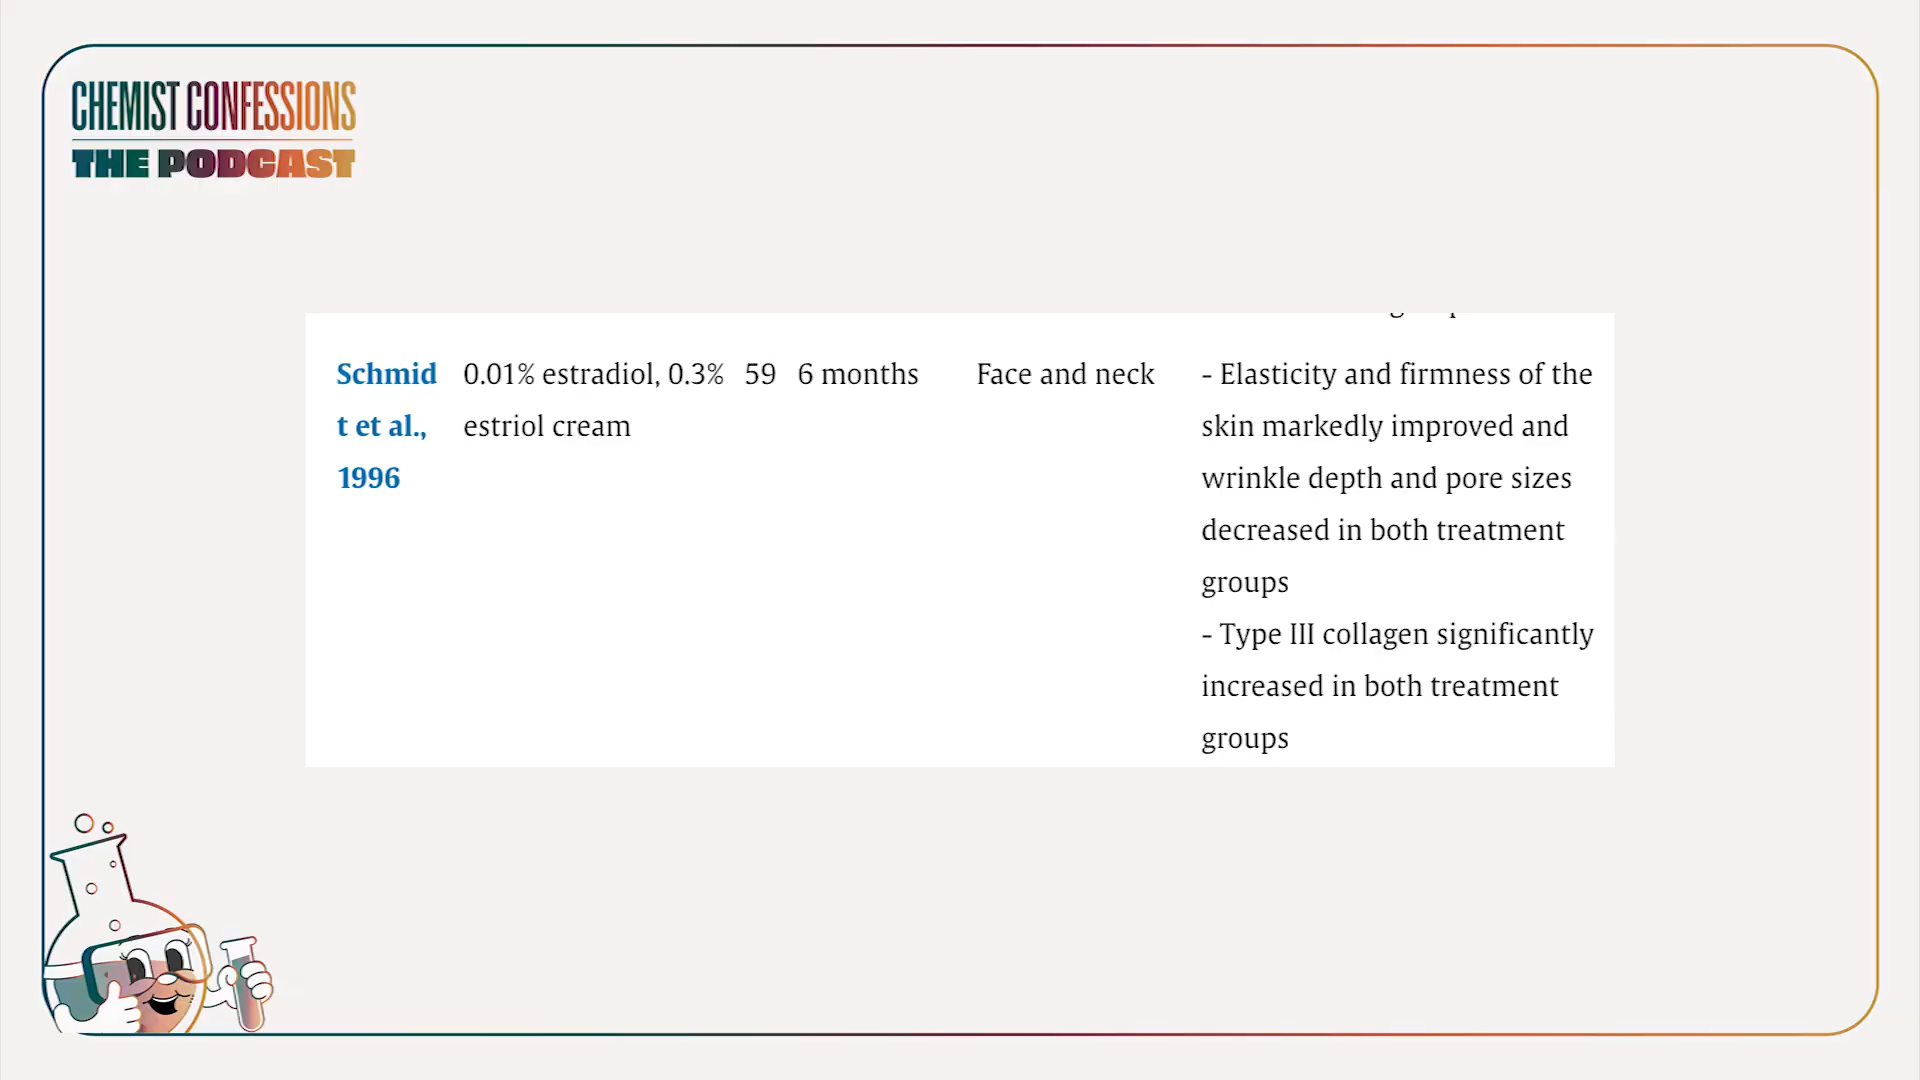 CHEMIST CONFESSIONS
THE PODCAST
Schmid
t et al.,
1996
0.01% estradiol, 0.3%
estriol cream
59
6 months
Face and neck
- Elasticity and firmness of the
skin markedly improved and
wrinkle depth and pore sizes
decreased in both treatment
groups
- Type III collagen significantly
increased in both treatment
groups